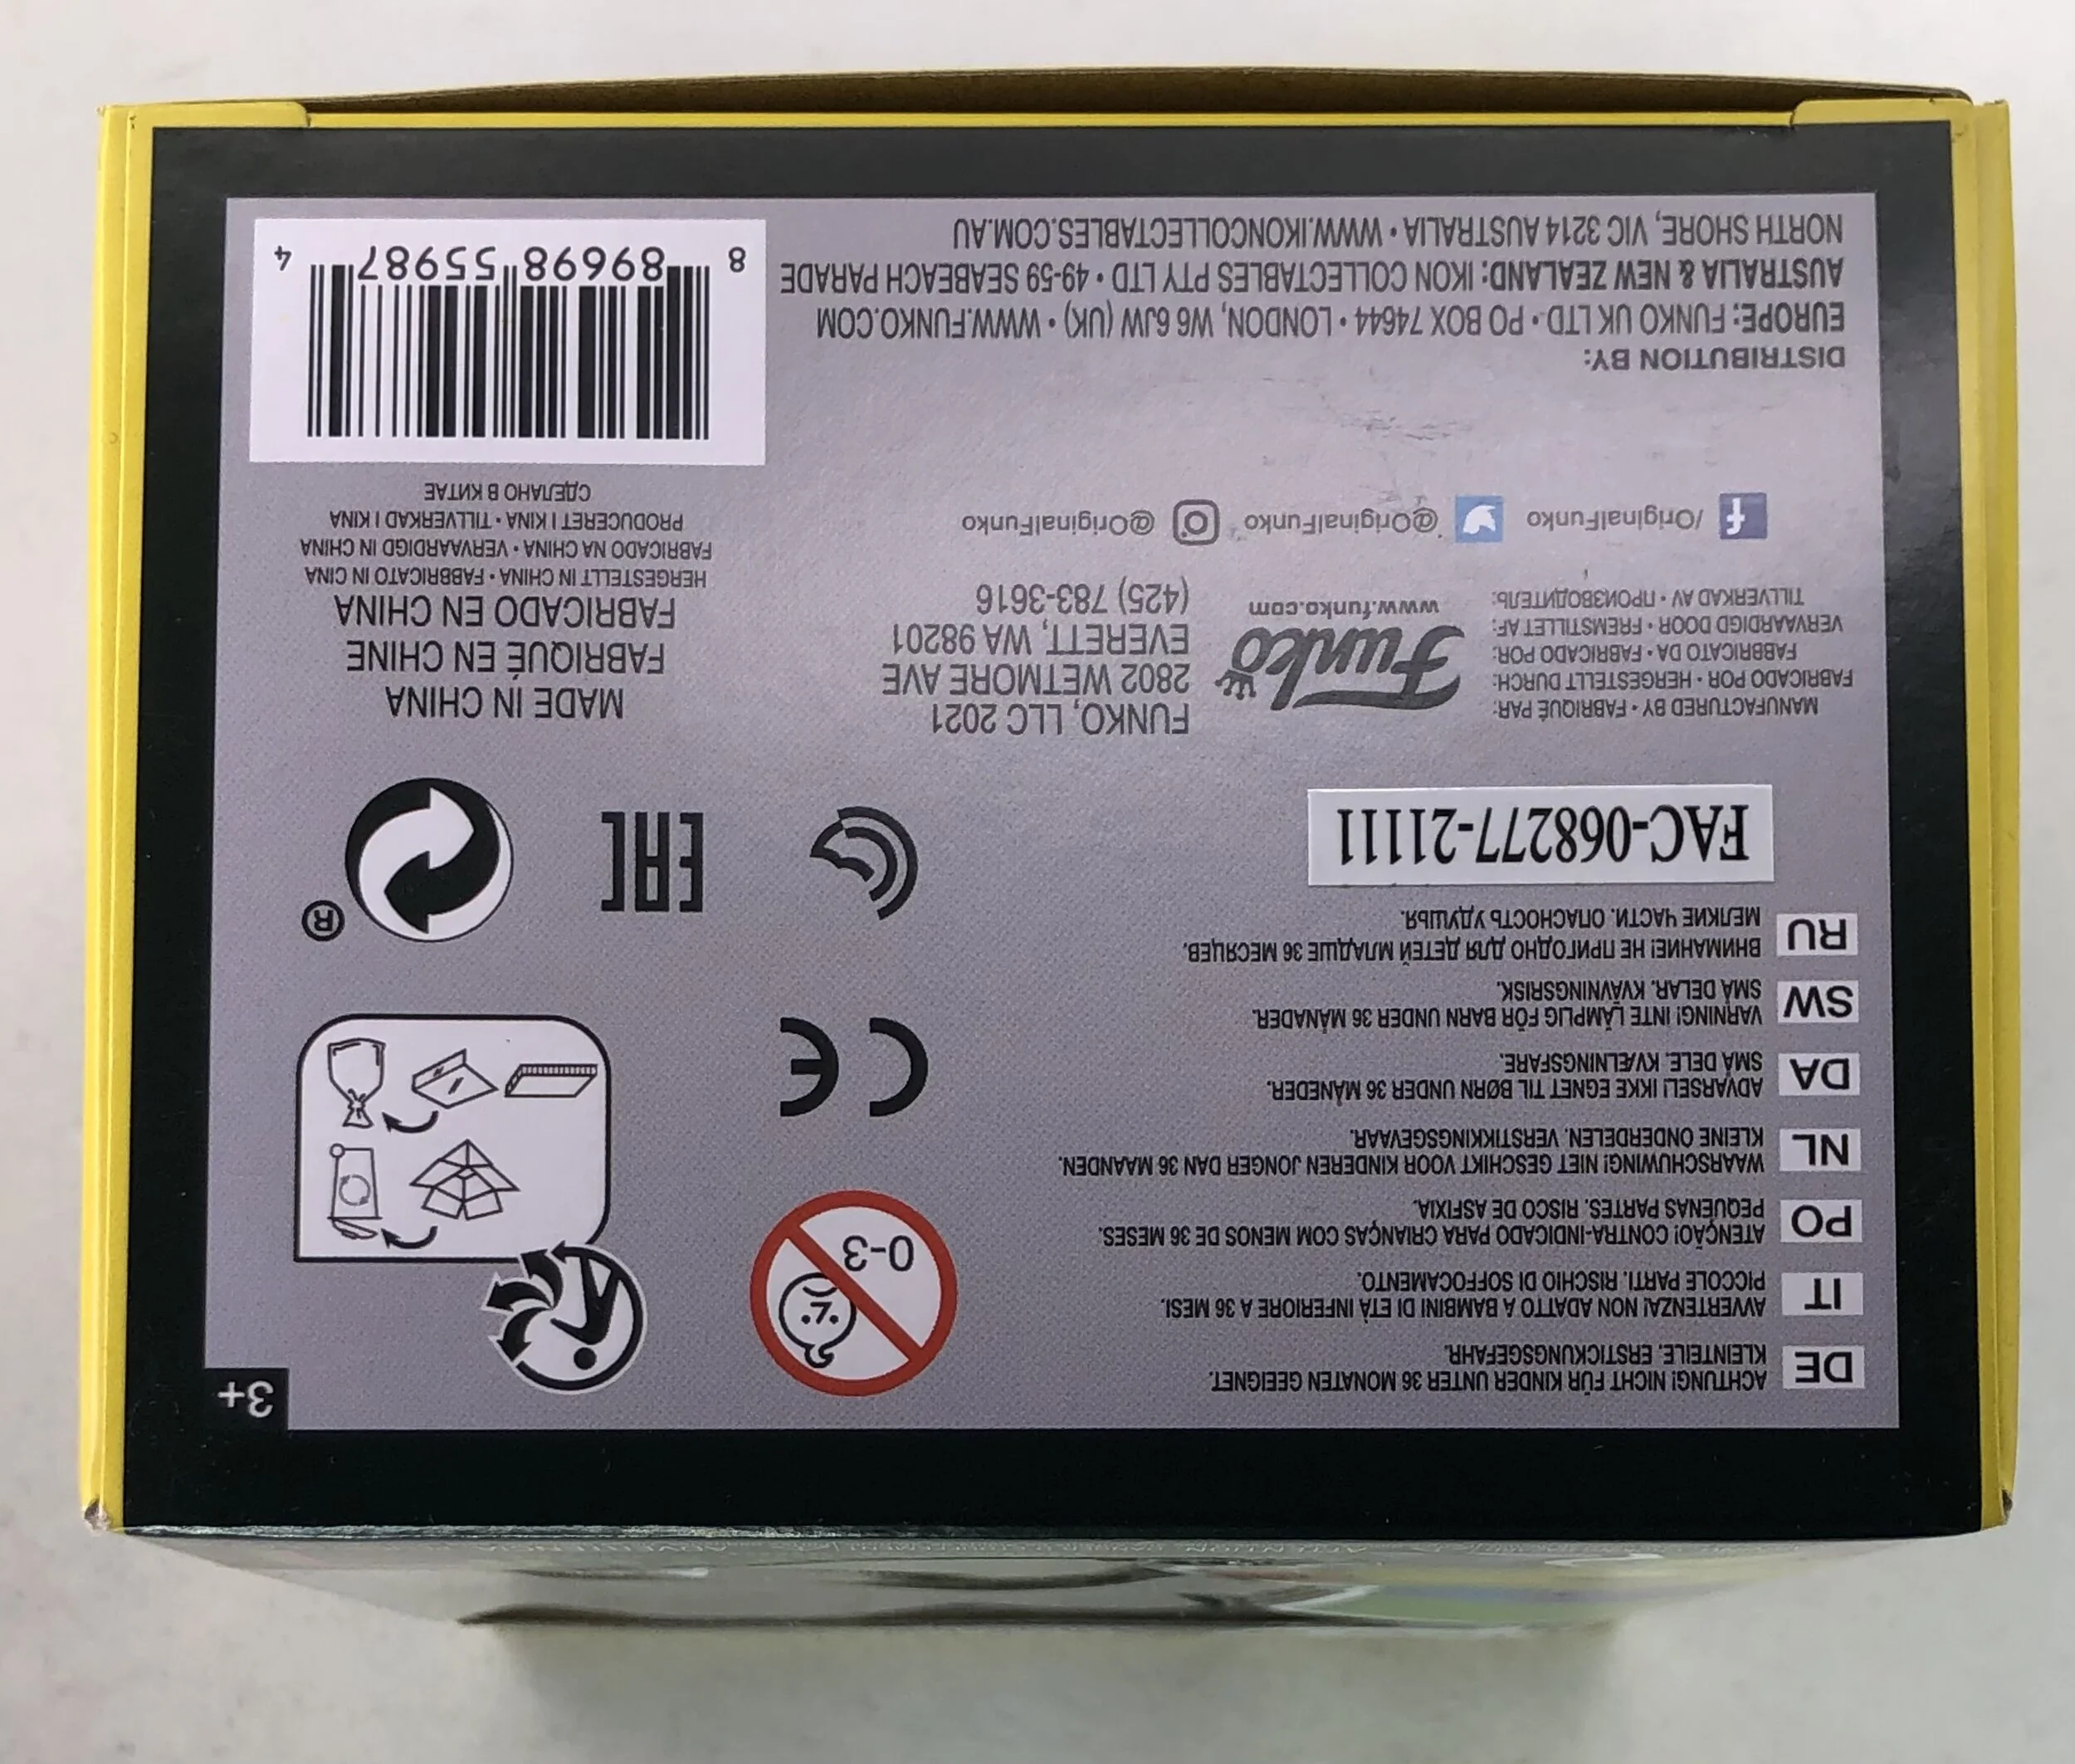 3+
DE
ACHTUNG! NICHT FÜR KINDER UNTER 36 MONATEN GEEIGNET.
KLEINTEILE. ERSTICKUNGSGEFAHR.
IT
AVVERTENZA! NON ADATTO A BAMBINI DI ETÀ INFERIORE A 36 MESI.
PICCOLE PARTI. RISCHIO DI SOFFOCAMENTO.
PO
ATENÇÃO! CONTRA-INDICADO PARA CRIANÇAS COM MENOS DE 36 MESES.
PEQUENAS PARTES. RISCO DE ASFIXIA.
NL
WAARSCHUWING! NIET GESCHIKT VOOR KINDEREN JONGER DAN 36 MAANDEN.
KLEINE ONDERDELEN. VERSTIKKINGSGEVAAR.
DA
ADVARSEL! IKKE EGNET TIL BØRN UNDER 36 MÅNEDER.
SMÅ DELE. KVÆLNINGSFARE.
SW
VARNING! INTE LÄMPLIG FÖR BARN UNDER 36 MÅNADER.
SMÅ DELAR. KVÄVNINGSRISK.
RU
ВНИМАНИЕ! НЕ ПРИГОДНО ДЛЯ ДЕТЕЙ МЛАДШЕ 36 МЕСЯЦЕВ.
МЕЛКИЕ ЧАСТИ. ОПАСНОСТЬ УДУШЬЯ.
0-3
CE
EAC
®
FAC-068277-21111
MANUFACTURED BY • FABRIQUÉ PAR:
FABRICADO POR • HERGESTELLT DURCH:
FABBRICATO DA • FABRICADO POR:
VERVAARDIGD DOOR • FREMSTILLET AF:
TILLVERKAD AV • ПРОИЗВОДИТЕЛЬ:
Funko
www.funko.com
FUNKO, LLC 2021
2802 WETMORE AVE
EVERETT, WA 98201
(425) 783-3616
/OriginalFunko
@OriginalFunko
@OriginalFunko
MADE IN CHINA
FABRIQUÉ EN CHINE
FABRICADO EN CHINA
HERGESTELLT IN CHINA • FABBRICATO IN CINA
FABRICADO NA CHINA • VERVAARDIGD IN CHINA
PRODUCERET I KINA • TILLVERKAD I KINA
СДЕЛАНО В КИТАЕ
DISTRIBUTION BY:
EUROPE: FUNKO UK LTD • PO BOX 74644 • LONDON, W6 6JW (UK) • WWW.FUNKO.COM
AUSTRALIA & NEW ZEALAND: IKON COLLECTABLES PTY LTD • 49-59 SEABEACH PARADE
NORTH SHORE, VIC 3214 AUSTRALIA • WWW.IKONCOLLECTABLES.COM.AU
8 89698 55987 4